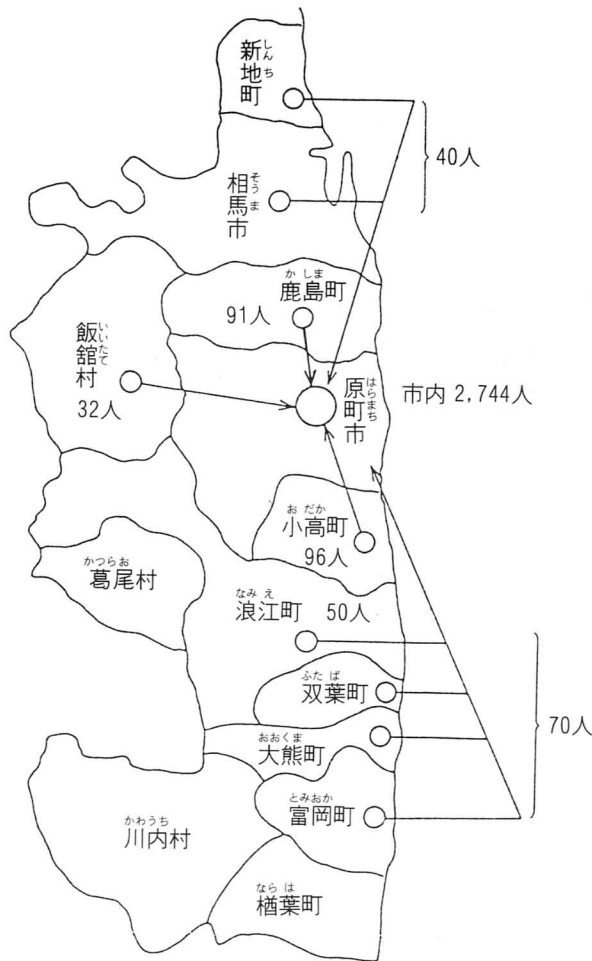 新地町
しんち
40人
相馬市
そうま
かしま
鹿島町
91人
飯舘村
いいたて
32人
原町市
はらまち
市内 2,744人
おだか
小高町
96人
かつらお
葛尾村
なみえ
浪江町 50人
ふたば
双葉町
70人
おおくま
大熊町
とみおか
富岡町
かわうち
川内村
ならは
楢葉町